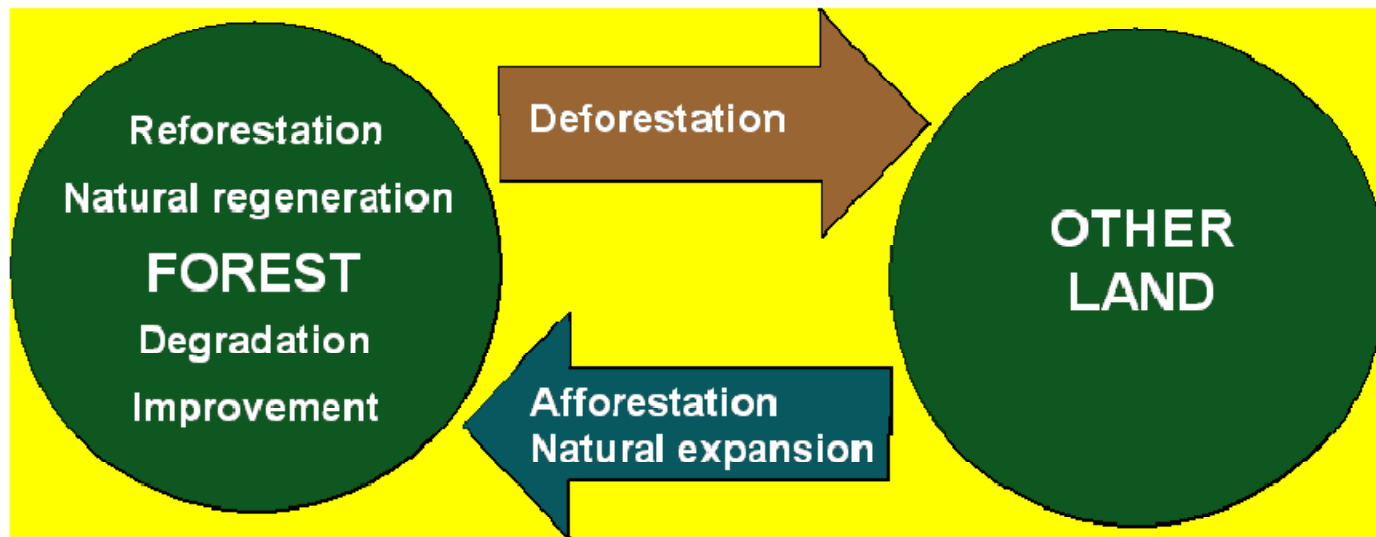 Reforestation
Natural regeneration
FOREST
Degradation
Improvement
Deforestation
Afforestation
Natural expansion
OTHER
LAND